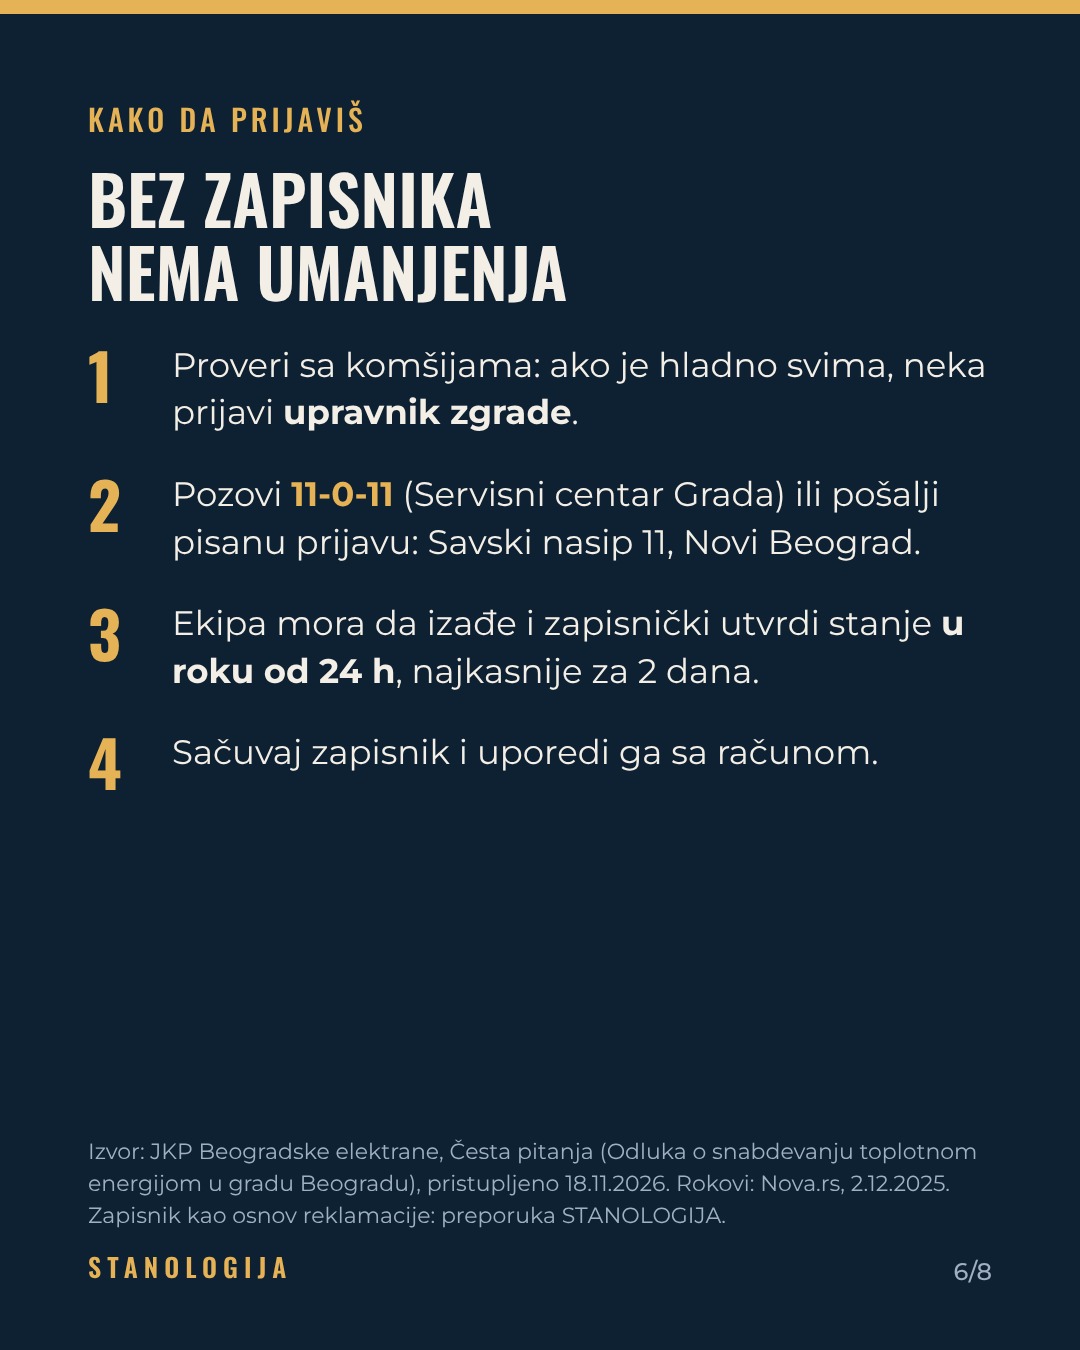 KAKO DA PRIJAVIŠ
BEZ ZAPISNIKA
NEMA UMANJENJA
1 Proveri sa komšijama: ako je hladno svima, neka
prijavi upravnik zgrade.
2 Pozovi 11-0-11 (Servisni centar Grada) ili pošalji
pisanu prijavu: Savski nasip 11, Novi Beograd.
3 Ekipa mora da izađe i zapisnički utvrdi stanje u
roku od 24 h, najkasnije za 2 dana.
4 Sačuvaj zapisnik i uporedi ga sa računom.
Izvor: JKP Beogradske elektrane, Česta pitanja (Odluka o snabdevanju toplotnom
energijom u gradu Beogradu), pristupljeno 18.11.2026. Rokovi: Nova.rs, 2.12.2025.
Zapisnik kao osnov reklamacije: preporuka STANOLOGIJA.
STANOLOGIJA
6/8